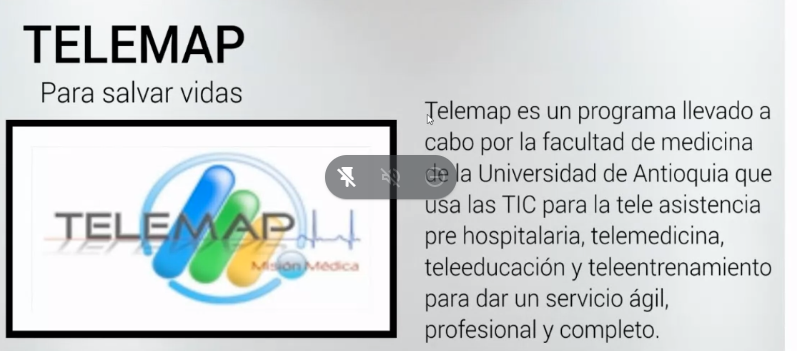 TELEMAP
Para salvar vidas
TELEMAP
Misión Médica
Telemap es un programa llevado a
cabo por la facultad de medicina
de la Universidad de Antioquia que
usa las TIC para la tele asistencia
pre hospitalaria, telemedicina,
teleeducación y teleentrenamiento
para dar un servicio ágil,
profesional y completo.